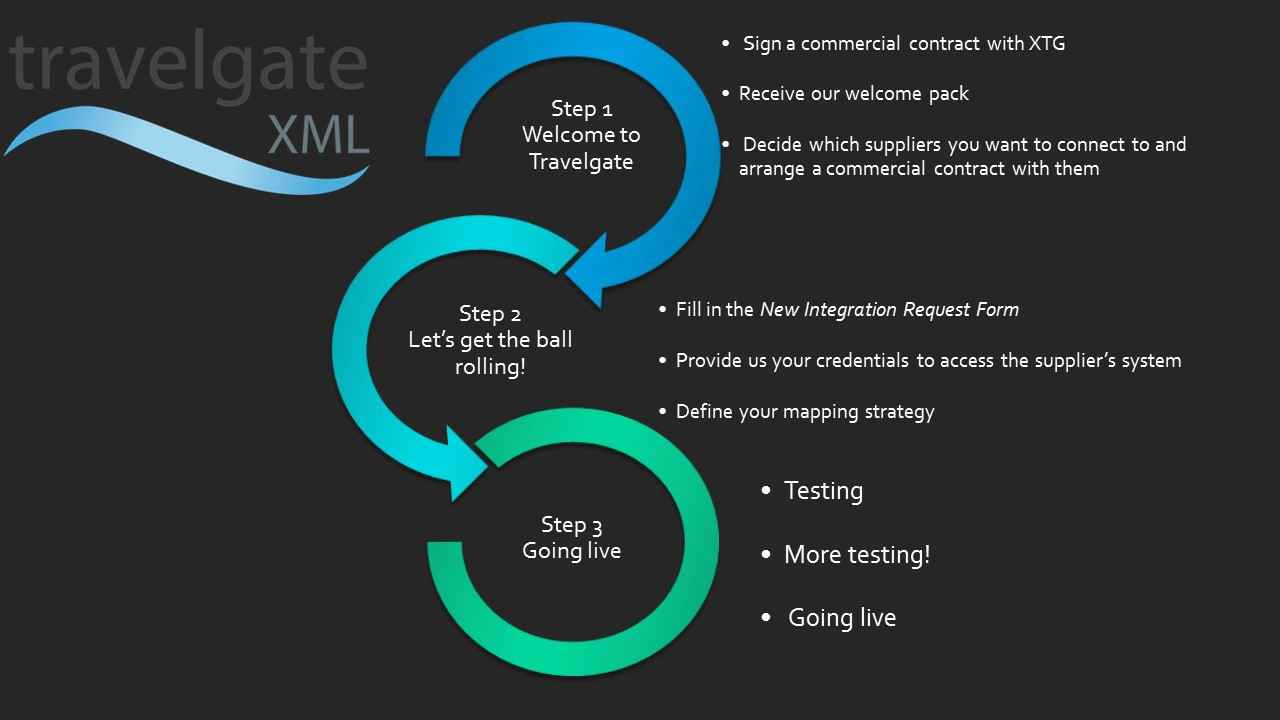 travelgate
XML
Step 1
Welcome to
Travelgate
• Sign a commercial contract with XTG
• Receive our welcome pack
• Decide which suppliers you want to connect to and
arrange a commercial contract with them
Step 2
Let's get the ball
rolling!
• Fill in the New Integration Request Form
• Provide us your credentials to access the supplier's system
• Define your mapping strategy
Step 3
Going live
• Testing
• More testing!
• Going live